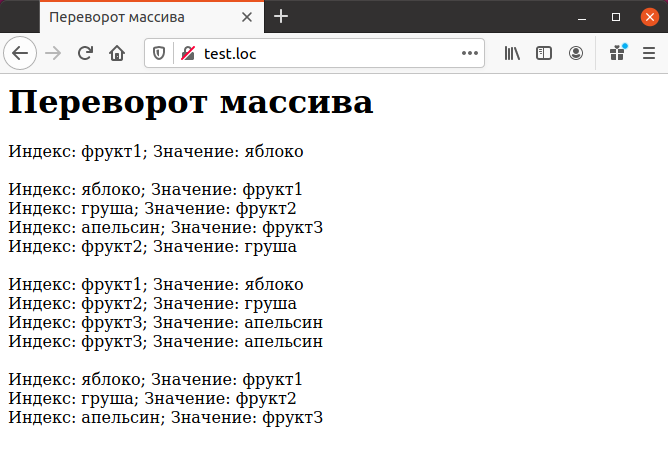 Переворот массива
test.loc
Переворот массива
Индекс: фрукт1; Значение: яблоко
Индекс: яблоко; Значение: фрукт1
Индекс: груша; Значение: фрукт2
Индекс: апельсин; Значение: фрукт3
Индекс: фрукт2; Значение: груша
Индекс: фрукт1; Значение: яблоко
Индекс: фрукт2; Значение: груша
Индекс: фрукт3; Значение: апельсин
Индекс: фрукт3; Значение: апельсин
Индекс: яблоко; Значение: фрукт1
Индекс: груша; Значение: фрукт2
Индекс: апельсин; Значение: фрукт3